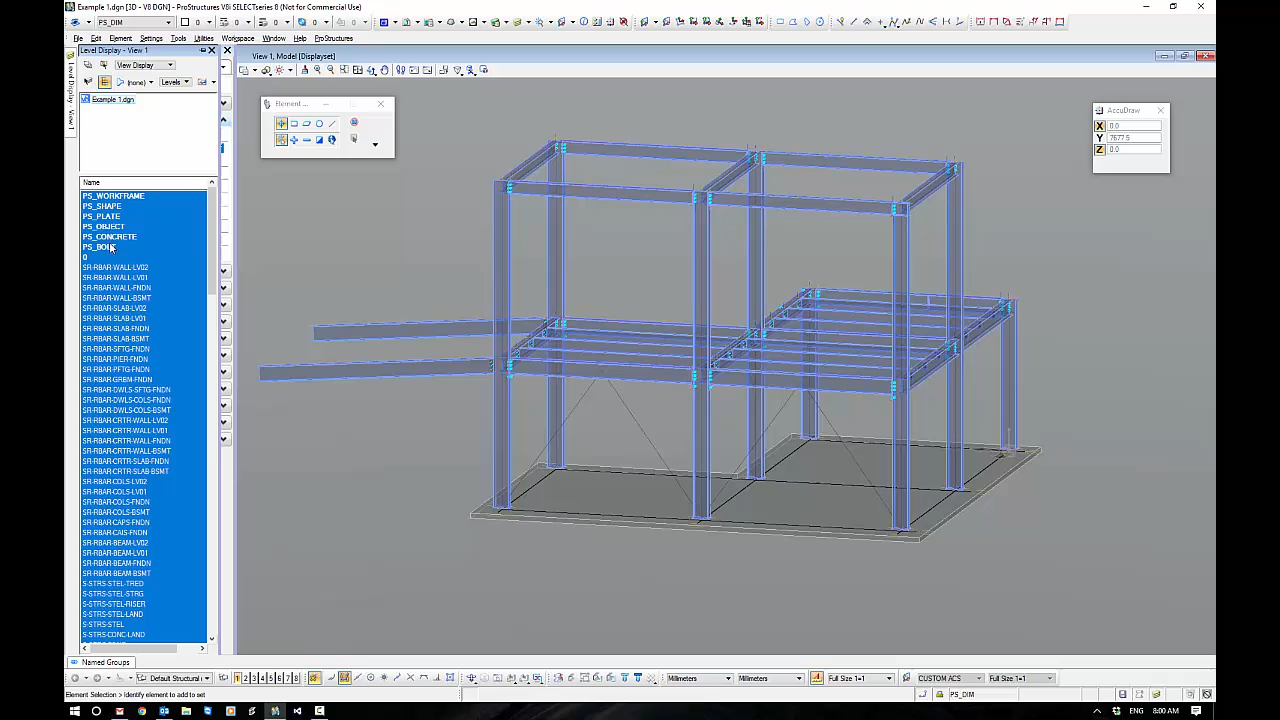 Example 1.dgn [3D - V8 DGN] - ProStructures V8i SELECTseries 8 (Not for Commercial Use)
PS_DIM
0
0
0
0
File Edit Element Settings Tools Utilities Workspace Window Help ProStructures
Level Display - View 1
View 1, Model [Displayset]
View Display
(none) Levels
Level Display - View 1
Example 1.dgn
Element ...
AccuDraw
X 0.0
Y 7677.5
Z 0.0
Name
PS_WORKFRAME
PS_SHAPE
PS_PLATE
PS_OBJECT
PS_CONCRETE
PS_BOLT
0
SR-RBAR-WALL-LV02
SR-RBAR-WALL-LV01
SR-RBAR-WALL-FNDN
SR-RBAR-WALL-BSMT
SR-RBAR-SLAB-LV02
SR-RBAR-SLAB-LV01
SR-RBAR-SLAB-FNDN
SR-RBAR-SLAB-BSMT
SR-RBAR-SFTG-FNDN
SR-RBAR-PIER-FNDN
SR-RBAR-PFTG-FNDN
SR-RBAR-GRBM-FNDN
SR-RBAR-DWLS-SFTG-FNDN
SR-RBAR-DWLS-COLS-FNDN
SR-RBAR-DWLS-COLS-BSMT
SR-RBAR-CRTR-WALL-LV02
SR-RBAR-CRTR-WALL-LV01
SR-RBAR-CRTR-WALL-FNDN
SR-RBAR-CRTR-WALL-BSMT
SR-RBAR-CRTR-SLAB-FNDN
SR-RBAR-CRTR-SLAB-BSMT
SR-RBAR-COLS-LV02
SR-RBAR-COLS-LV01
SR-RBAR-COLS-FNDN
SR-RBAR-COLS-BSMT
SR-RBAR-CAPS-FNDN
SR-RBAR-CAIS-FNDN
SR-RBAR-BEAM-LV02
SR-RBAR-BEAM-LV01
SR-RBAR-BEAM-FNDN
SR-RBAR-BEAM-BSMT
S-STRS-STEL-TRED
S-STRS-STEL-STRG
S-STRS-STEL-RISER
S-STRS-STEL-LAND
S-STRS-STEL
S-STRS-CONC-LAND
Named Groups
Default Structural 1 2 3 4 5 6 7 8 Millimeters Millimeters Full Size 1=1 CUSTOM ACS Full Size 1=1
Element Selection > Identify element to add to set
PS_DIM
ENG 8:00 AM